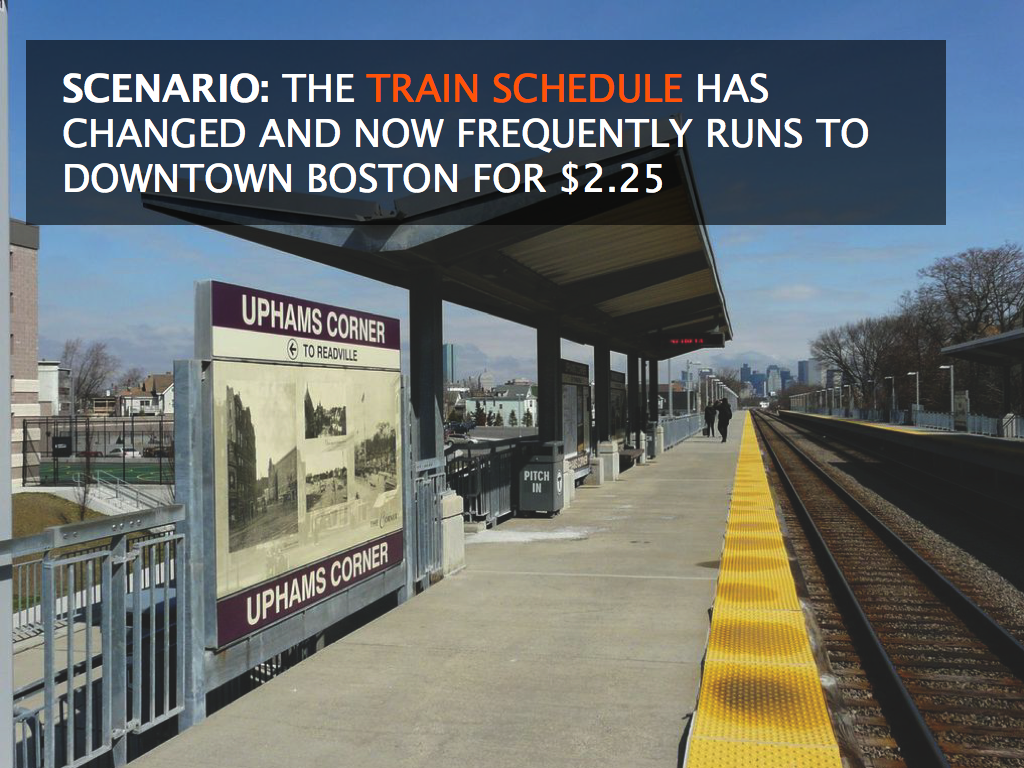 SCENARIO: THE TRAIN SCHEDULE HAS
CHANGED AND NOW FREQUENTLY RUNS TO
DOWNTOWN BOSTON FOR $2.25
UPHAMS CORNER
TO READVILLE
UPHAMS CORNER
PITCH
IN